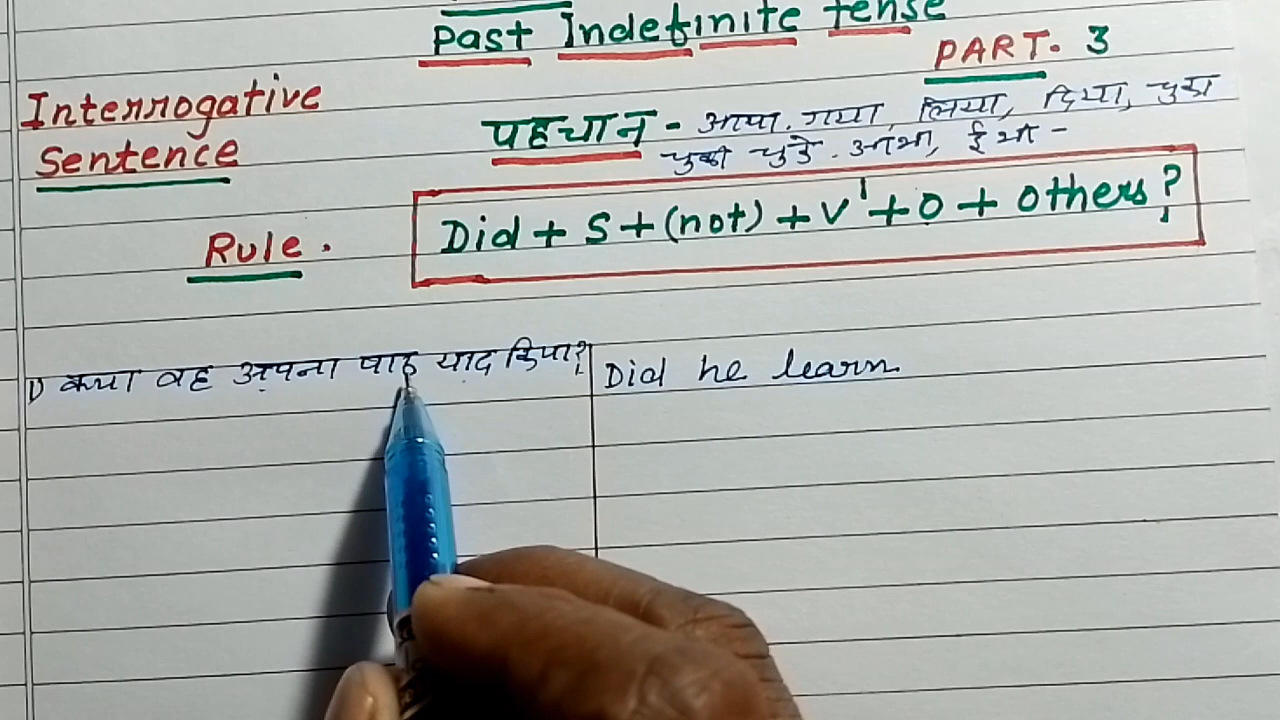 Past Indefinite tense
PART. 3
Interrogative
Sentence
पहचान - आया, गया, लिया, दिया, चुका
चुकी चुके. आ था, ई थी -
Rule.
Did + S + (not) + V¹ + O + Others?
1) क्या वह अपना पाठ याद किया?
Did he learn